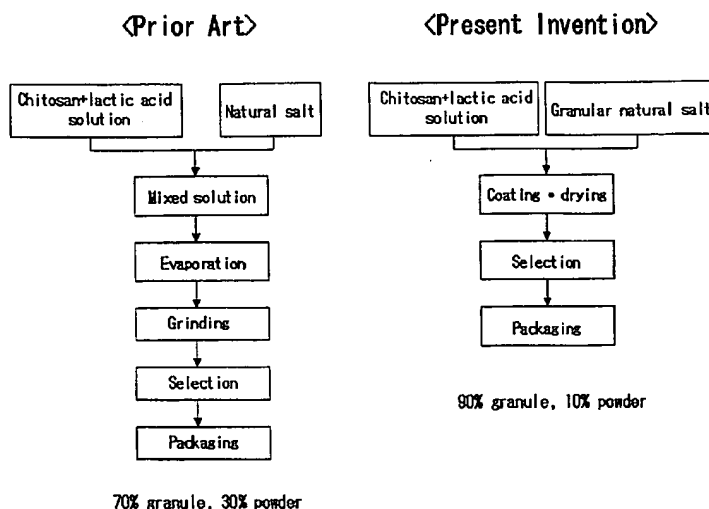 <Prior Art>
<Present Invention>
Chitosan+lactic acid
solution
Natural salt
Chitosan+lactic acid
solution
Granular natural salt
Mixed solution
Evaporation
Grinding
Selection
Packaging
70% granule, 30% powder
Coating • drying
Selection
Packaging
90% granule, 10% powder